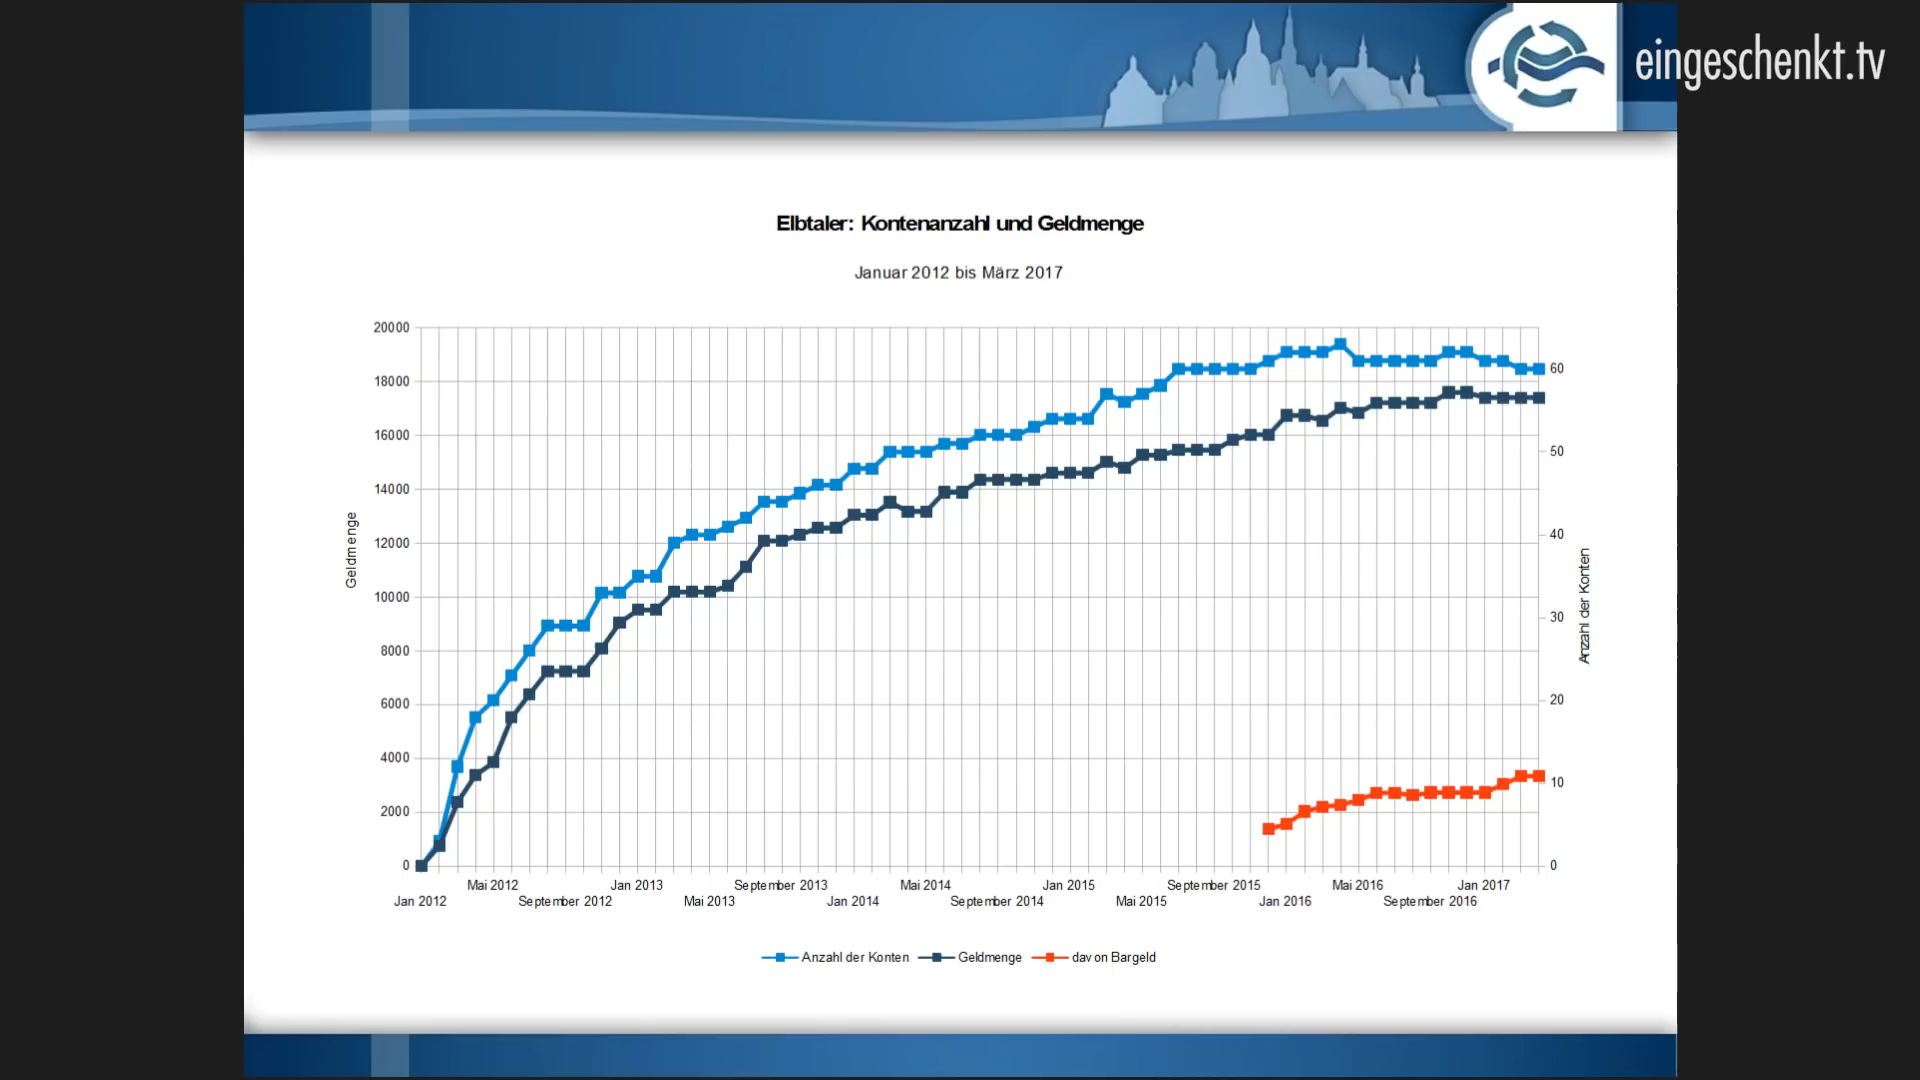 eingeschenkt.tv
Elbtaler: Kontenanzahl und Geldmenge
Januar 2012 bis März 2017
Geldmenge
20000
18000
16000
14000
12000
10000
8000
6000
4000
2000
0
60
50
40
30
20
10
0
Anzahl der Konten
Mai 2012 Jan 2013 September 2013 Mai 2014 Jan 2015 September 2015 Mai 2016 Jan 2017
Jan 2012 September 2012 Mai 2013 Jan 2014 September 2014 Mai 2015 Jan 2016 September 2016
Anzahl der Konten Geldmenge davon Bargeld